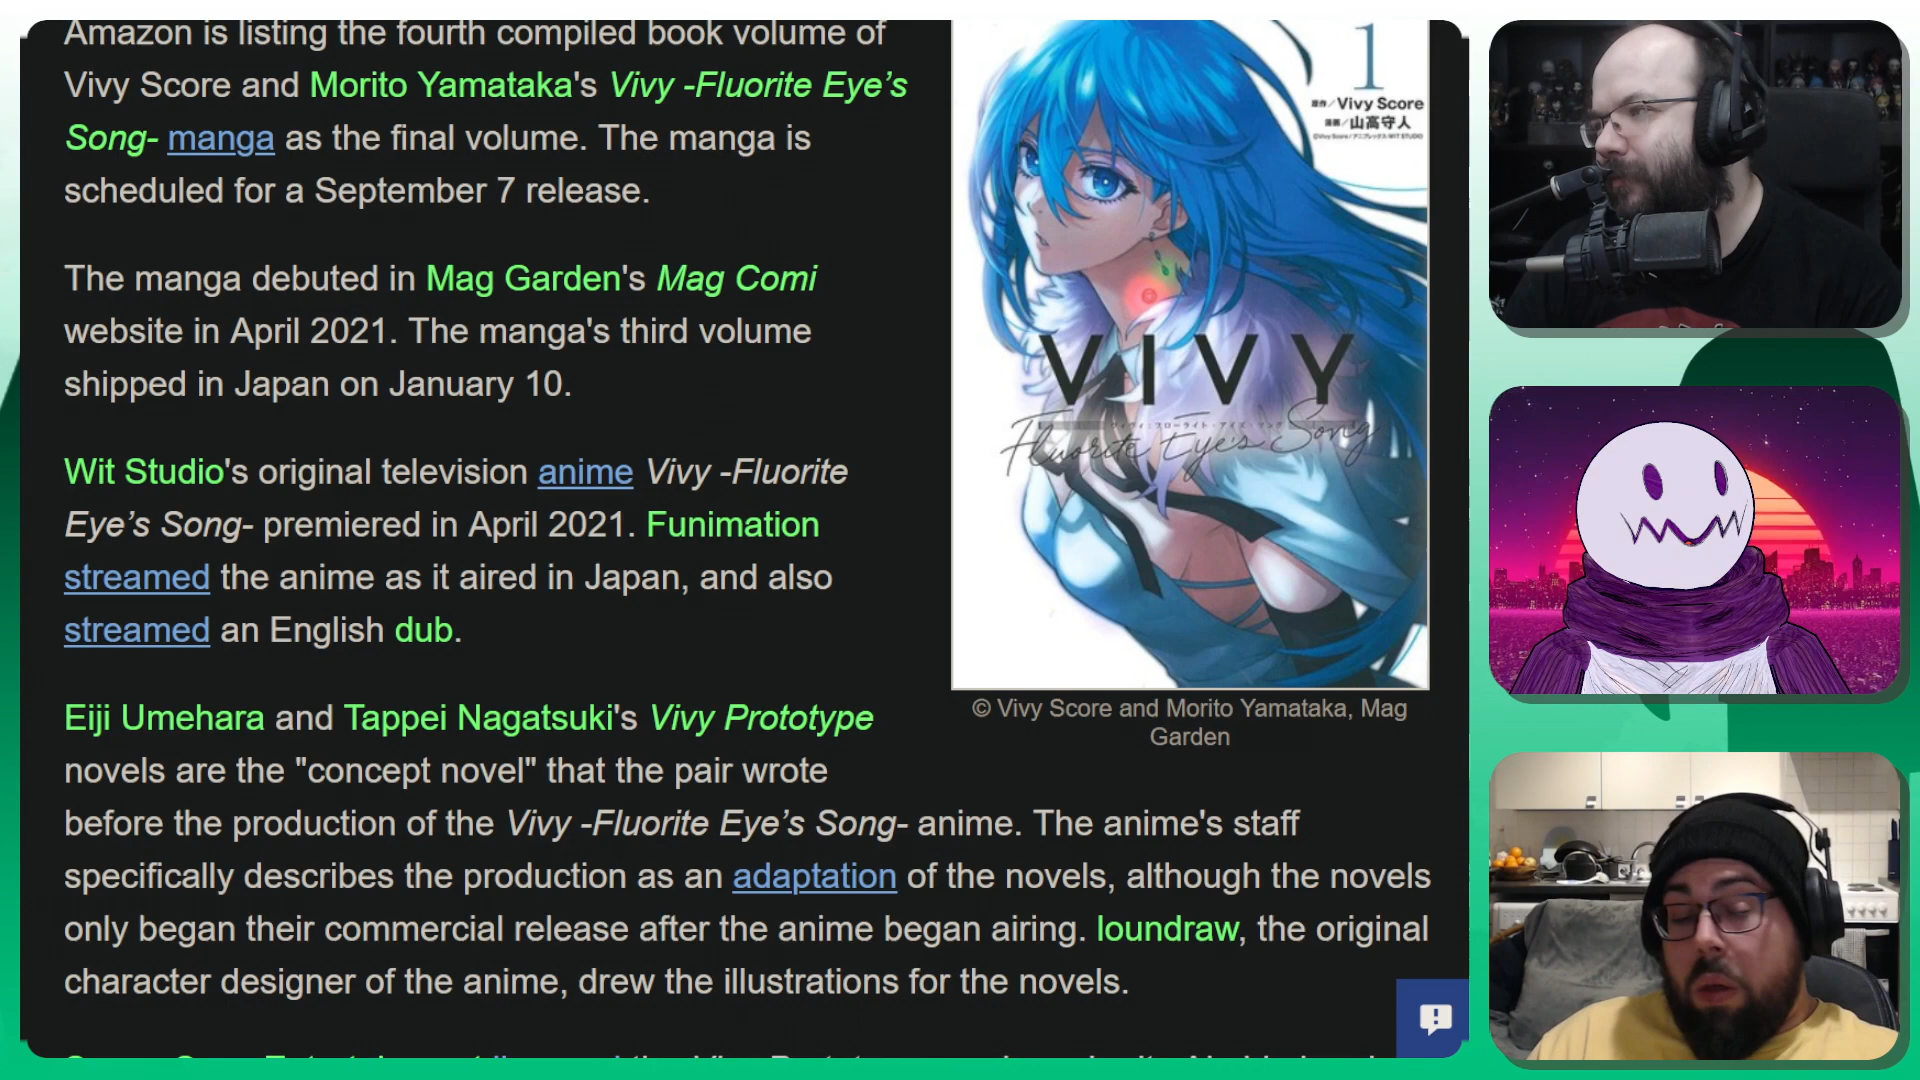 Amazon is listing the fourth compiled book volume of
Vivy Score and Morito Yamataka's Vivy -Fluorite Eye’s
Song- manga as the final volume. The manga is
scheduled for a September 7 release.
The manga debuted in Mag Garden's Mag Comi
website in April 2021. The manga's third volume
shipped in Japan on January 10.
Wit Studio's original television anime Vivy -Fluorite
Eye’s Song- premiered in April 2021. Funimation
streamed the anime as it aired in Japan, and also
streamed an English dub.
Eiji Umehara and Tappei Nagatsuki's Vivy Prototype
novels are the "concept novel" that the pair wrote
before the production of the Vivy -Fluorite Eye’s Song- anime. The anime's staff
specifically describes the production as an adaptation of the novels, although the novels
only began their commercial release after the anime began airing. loundraw, the original
character designer of the anime, drew the illustrations for the novels.
1
原作/Vivy Score
漫画/山高守人
VIVY
Fluorite Eye's Song
© Vivy Score and Morito Yamataka, Mag
Garden